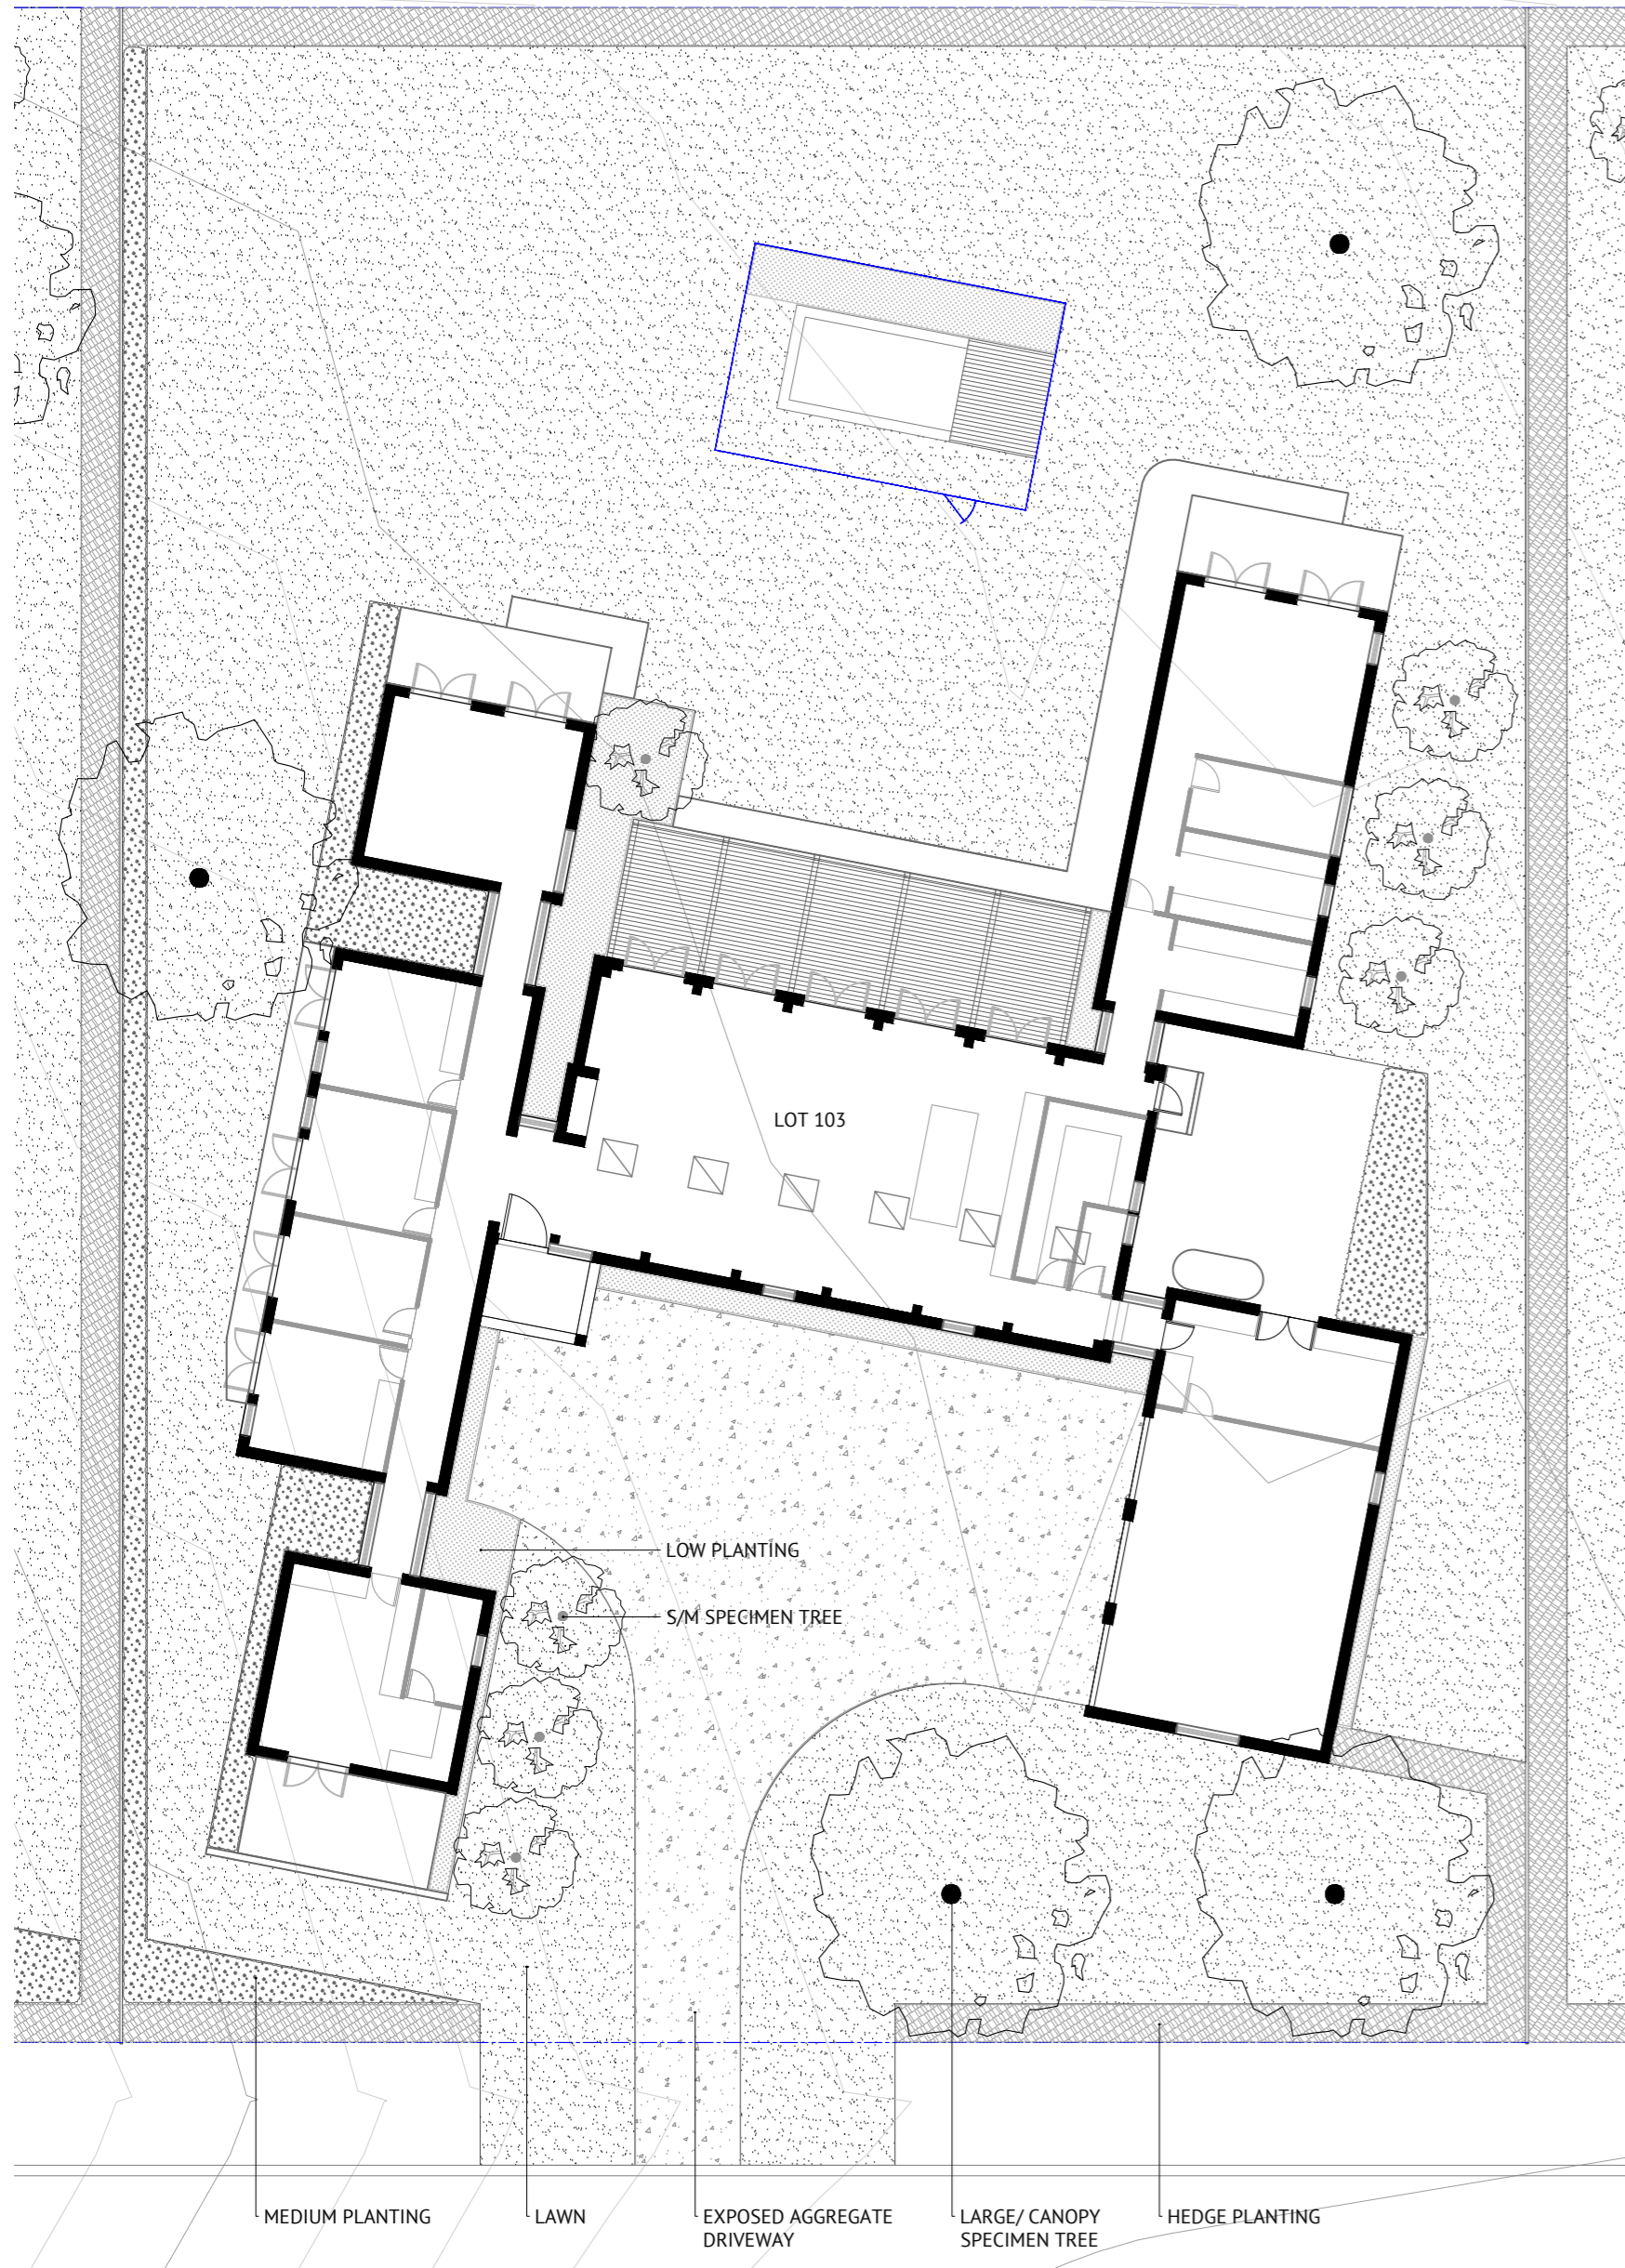 LOT 103
LOW PLANTING
S/M SPECIMEN TREE
MEDIUM PLANTING
LAWN
EXPOSED AGGREGATE
DRIVEWAY
LARGE/ CANOPY
SPECIMEN TREE
HEDGE PLANTING